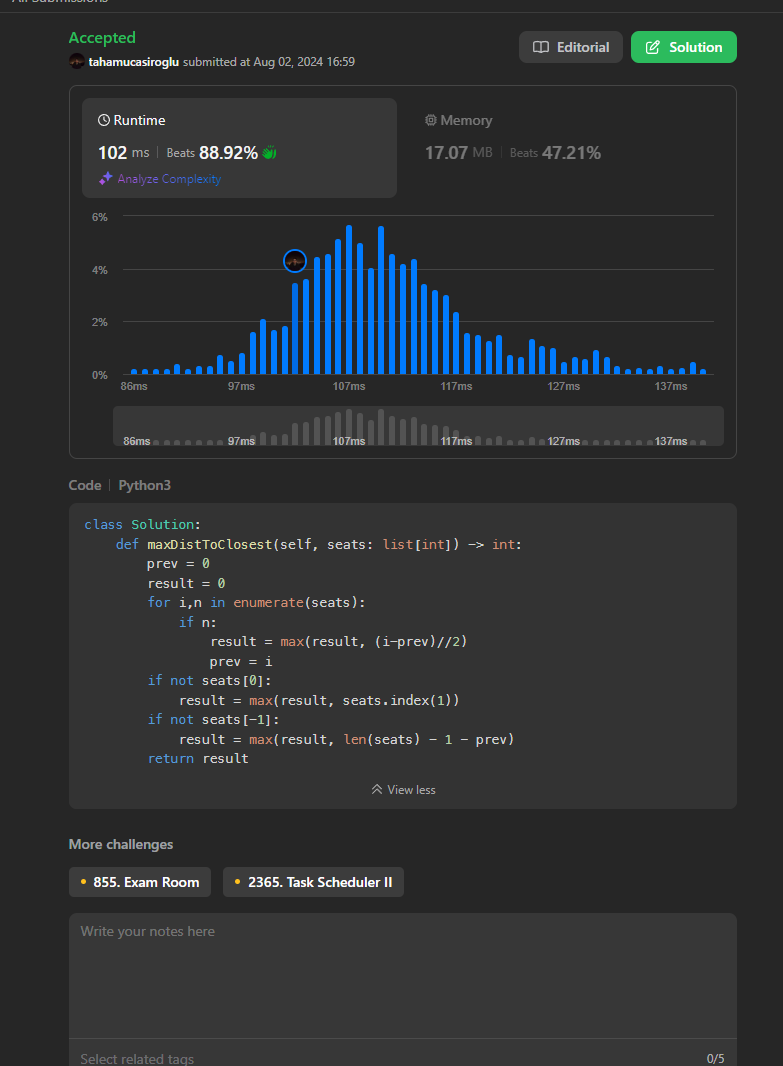 All Submissions
Accepted
tahamucasiroglu submitted at Aug 02, 2024 16:59
Editorial
Solution
Runtime
102 ms | Beats 88.92%
Analyze Complexity
Memory
17.07 MB | Beats 47.21%
6%
4%
2%
0%
86ms 97ms 107ms 117ms 127ms 137ms
86ms 97ms 107ms 117ms 127ms 137ms
Code | Python3
class Solution:
    def maxDistToClosest(self, seats: list[int]) -> int:
        prev = 0
        result = 0
        for i,n in enumerate(seats):
            if n:
                result = max(result, (i-prev)//2)
                prev = i
        if not seats[0]:
            result = max(result, seats.index(1))
        if not seats[-1]:
            result = max(result, len(seats) - 1 - prev)
        return result
View less
More challenges
855. Exam Room
2365. Task Scheduler II
Write your notes here
Select related tags
0/5